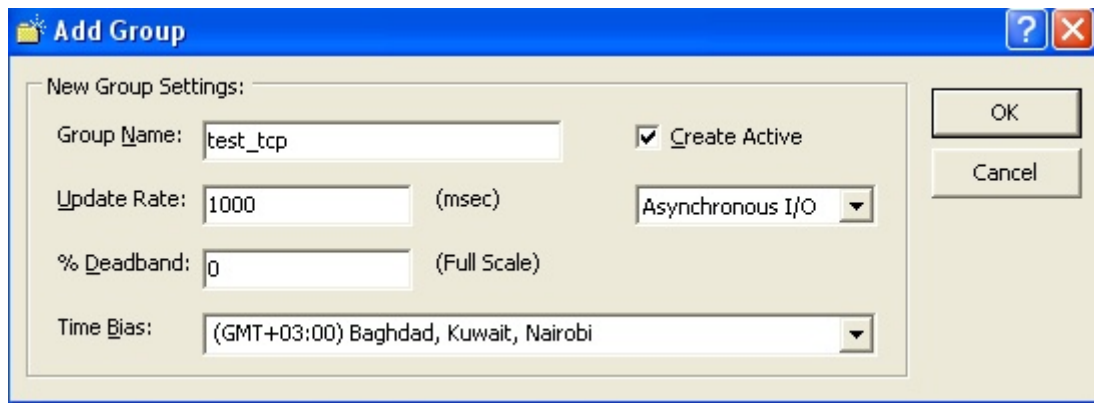 Add Group
New Group Settings:
Group Name: test_tcp
Create Active
OK
Update Rate: 1000 (msec)
Asynchronous I/O
Cancel
% Deadband: 0 (Full Scale)
Time Bias: (GMT+03:00) Baghdad, Kuwait, Nairobi